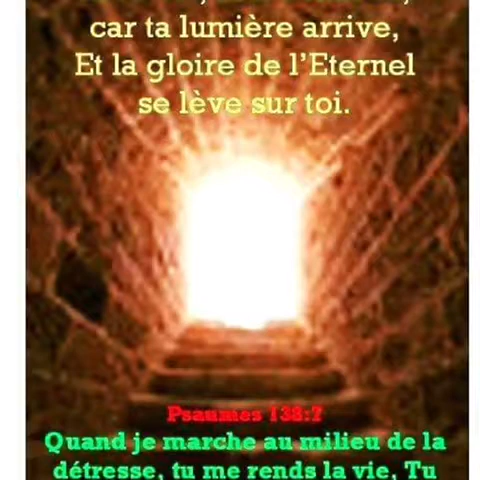 car ta lumière arrive,
Et la gloire de l'Eternel
se lève sur toi.
Psaumes 138:7
Quand je marche au milieu de la
détresse, tu me rends la vie, Tu